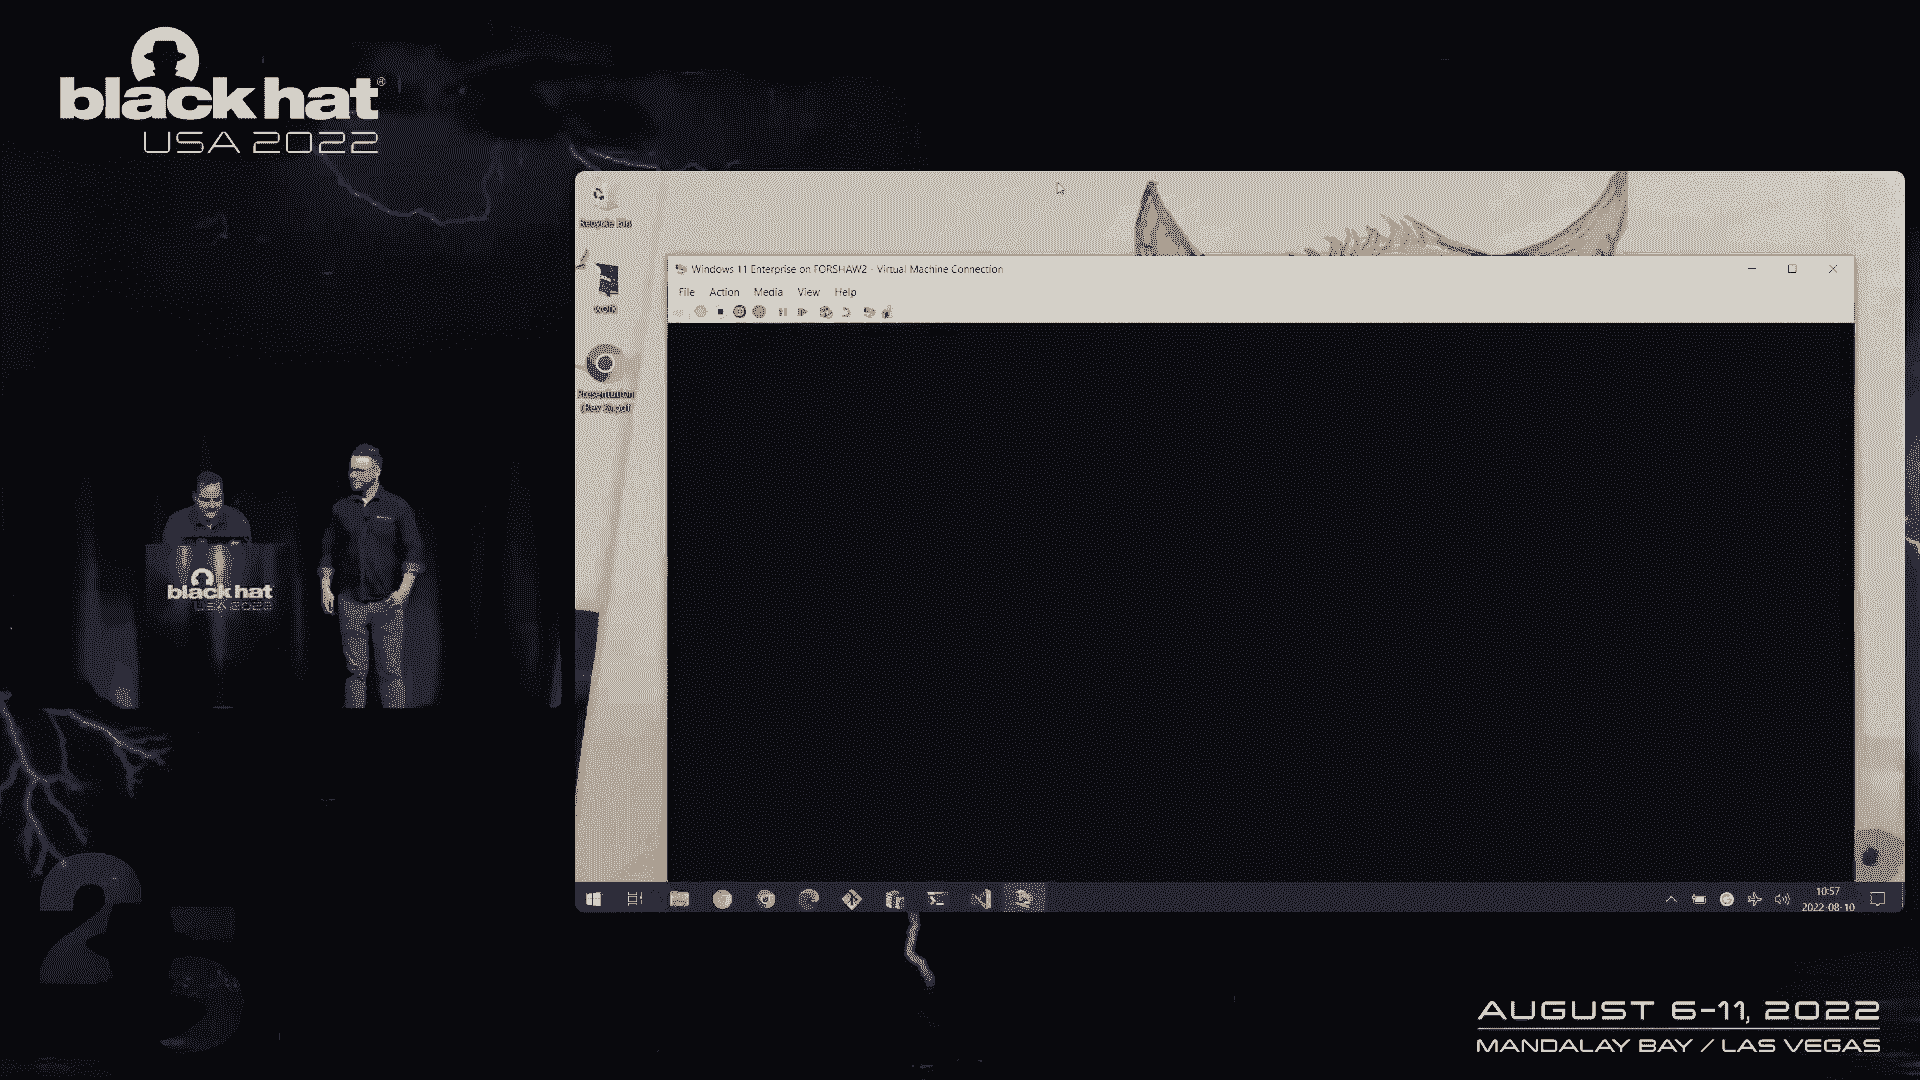 black hat®
USA 2022
Recycle Bin
Windows 11 Enterprise on FORSHAW2 - Virtual Machine Connection
File Action Media View Help
work
Presentation
black hat
USA 2022
25
10:57
2022-08-10
AUGUST 6-11, 2022
MANDALAY BAY / LAS VEGAS